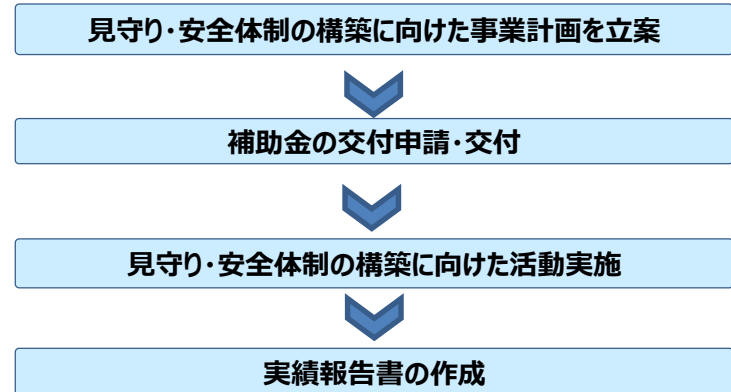 見守り・安全体制の構築に向けた事業計画を立案
補助金の交付申請・交付
見守り・安全体制の構築に向けた活動実施
実績報告書の作成